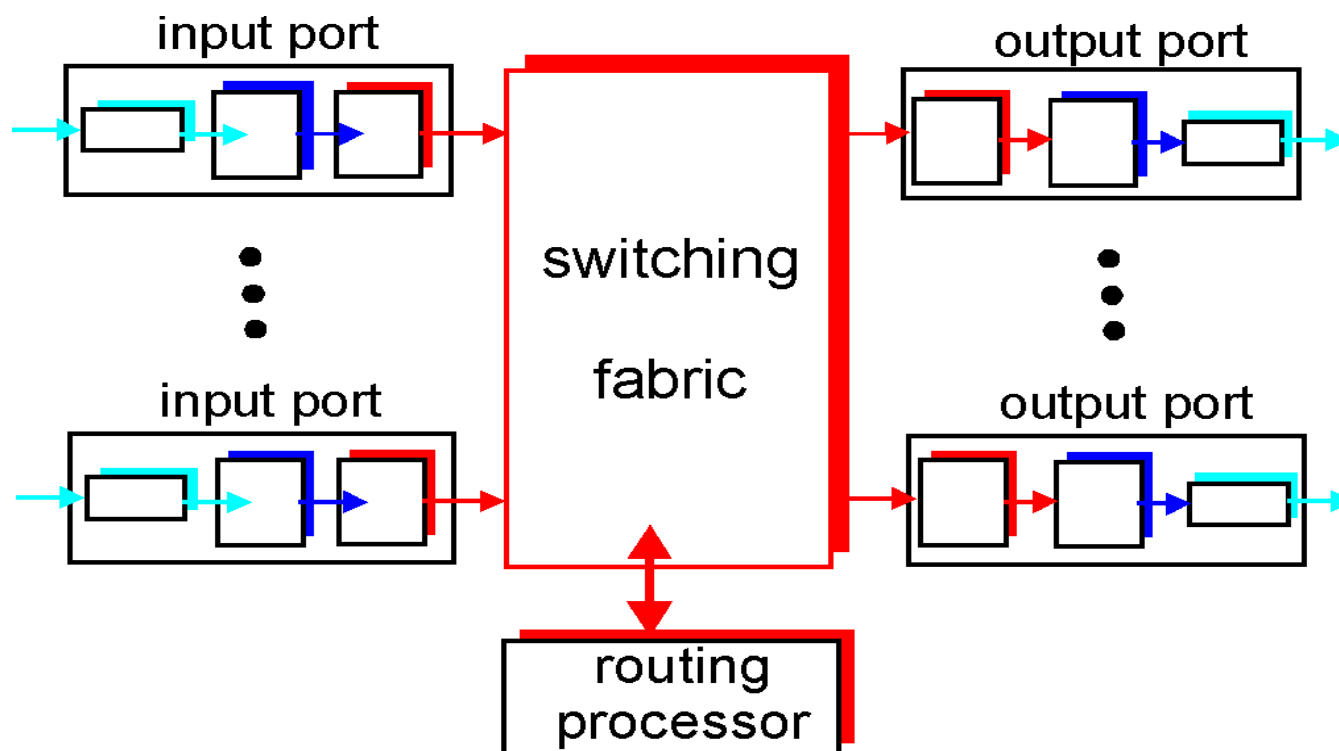 input port
output port
switching
fabric
input port
output port
routing
processor